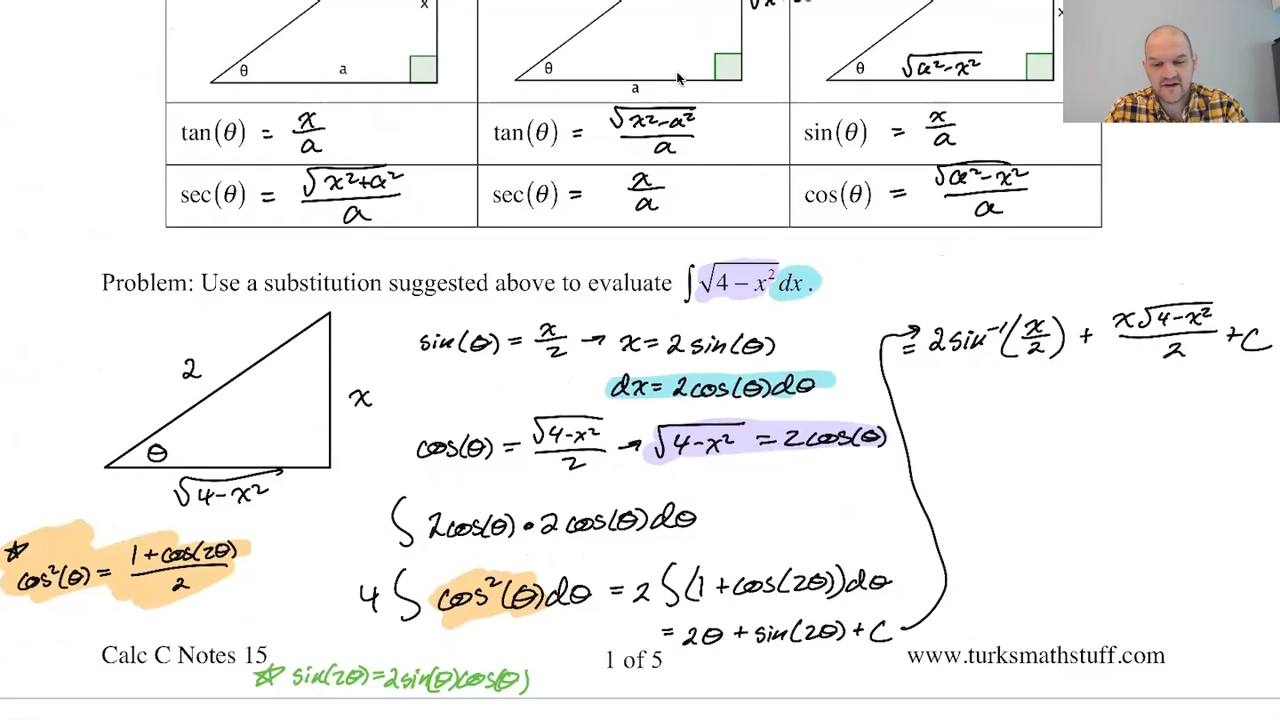 x √x x
θ a θ a θ √a²-x²
tan(θ) = x/a tan(θ) = √x²-a²/a sin(θ) = x/a
sec(θ) = √x²+a²/a sec(θ) = x/a cos(θ) = √a²-x²/a
Problem: Use a substitution suggested above to evaluate ∫√4-x² dx.
2 x θ √4-x²
sin(θ) = x/2 → x = 2sin(θ)
dx = 2cos(θ)dθ
cos(θ) = √4-x²/2 → √4-x² = 2cos(θ)
∫ 2cos(θ)•2cos(θ)dθ
☆ cos²(θ) = 1+cos(2θ)/2
4 ∫ cos²(θ)dθ = 2 ∫(1+cos(2θ))dθ
= 2θ + sin(2θ) + C
= 2sin⁻¹(x/2) + x√4-x²/2 + C
Calc C Notes 15 1 of 5 www.turksmathstuff.com
☆ sin(2θ)=2sin(θ)cos(θ)